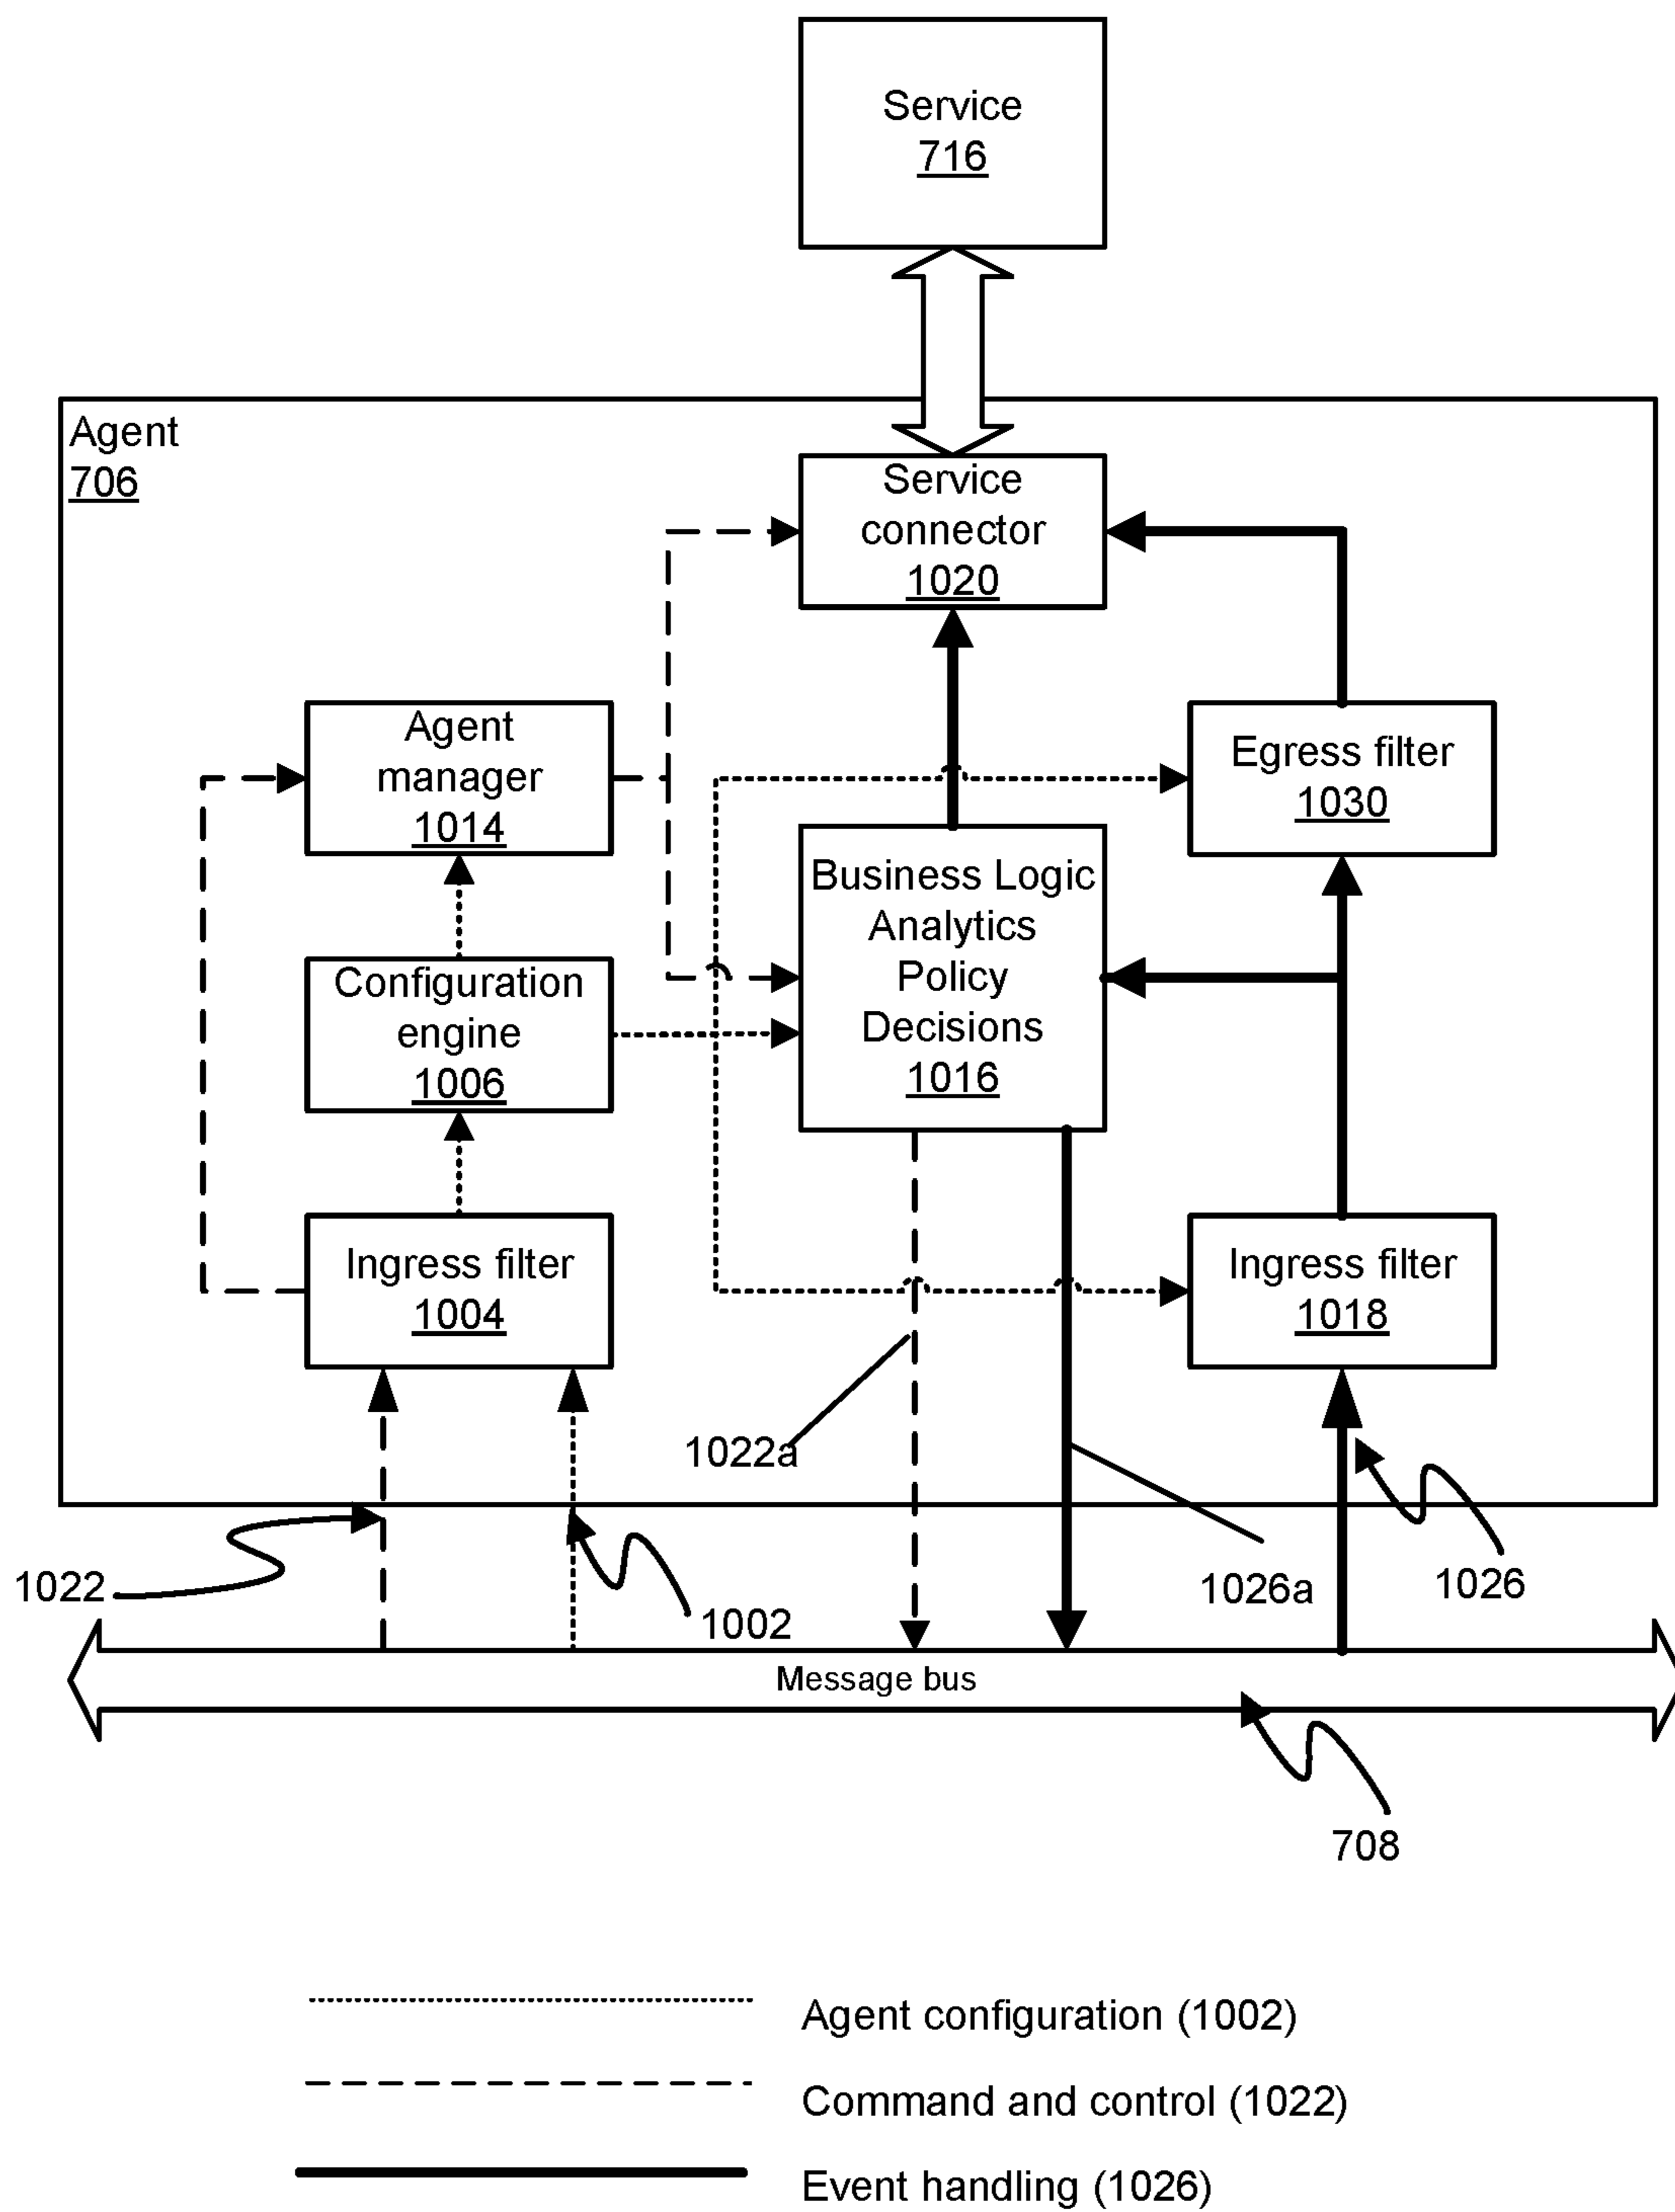 Service
716
Agent
706
Service
connector
1020
Agent
manager
1014
Egress filter
1030
Business Logic
Analytics
Policy
Decisions
1016
Configuration
engine
1006
Ingress filter
1004
Ingress filter
1018
1022a
1022
1002
1026a
1026
Message bus
708
Agent configuration (1002)
Command and control (1022)
Event handling (1026)